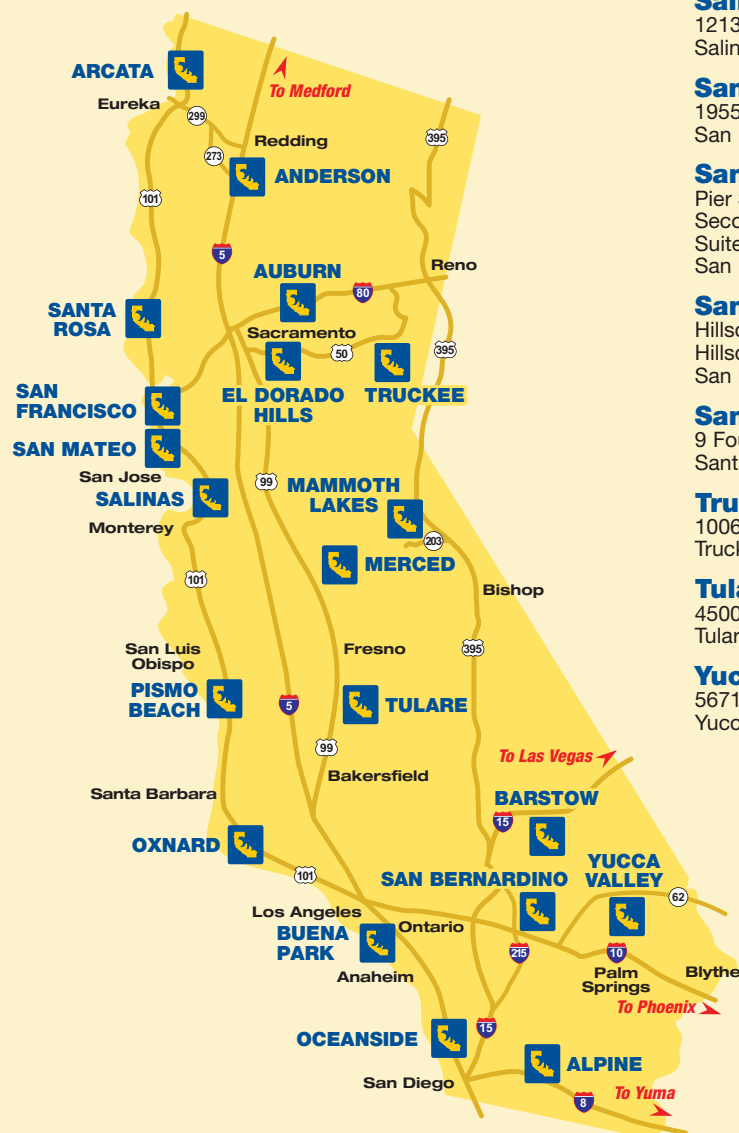 ARCATA
To Medford
Eureka
299
Redding
395
273
ANDERSON
101
5
AUBURN
Reno
80
SANTA
ROSA
Sacramento
50
395
SAN
FRANCISCO
EL DORADO
HILLS
TRUCKEE
SAN MATEO
San Jose
99
MAMMOTH
LAKES
SALINAS
Monterey
203
MERCED
101
Bishop
San Luis
Obispo
Fresno
395
PISMO
BEACH
5
TULARE
99
To Las Vegas
Bakersfield
Santa Barbara
BARSTOW
15
OXNARD
YUCCA
VALLEY
101
SAN BERNARDINO
62
Los Angeles
BUENA
PARK
Ontario
215
10
Anaheim
Palm
Springs
Blythe
To Phoenix
15
OCEANSIDE
ALPINE
San Diego
To Yuma
8
1213
Salin
San
1955
San
San
Pier
Seco
Suite
San
San
Hillsd
Hillsd
San
San
9 Fou
Santa
Truc
1006
Truck
Tula
4500
Tular
Yuc
5671
Yucc